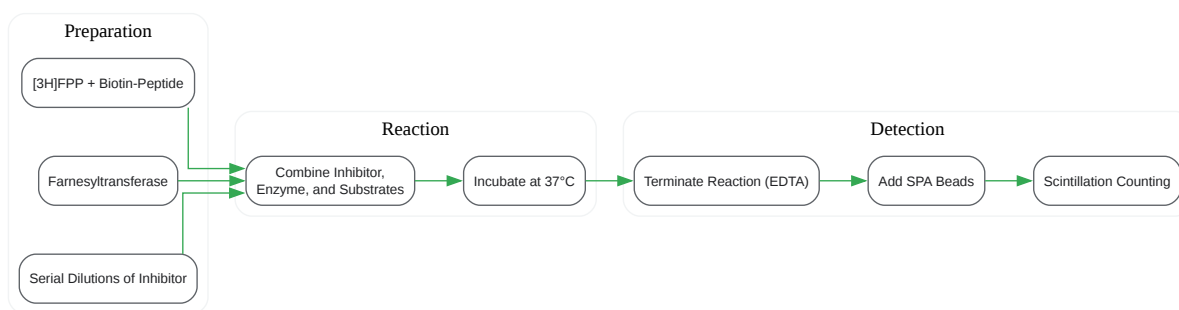 Preparation
[3H]FPP + Biotin-Peptide
Farnesyltransferase
Serial Dilutions of Inhibitor
Reaction
Combine Inhibitor,
Enzyme, and Substrates
Incubate at 37°C
Detection
Terminate Reaction (EDTA)
Add SPA Beads
Scintillation Counting